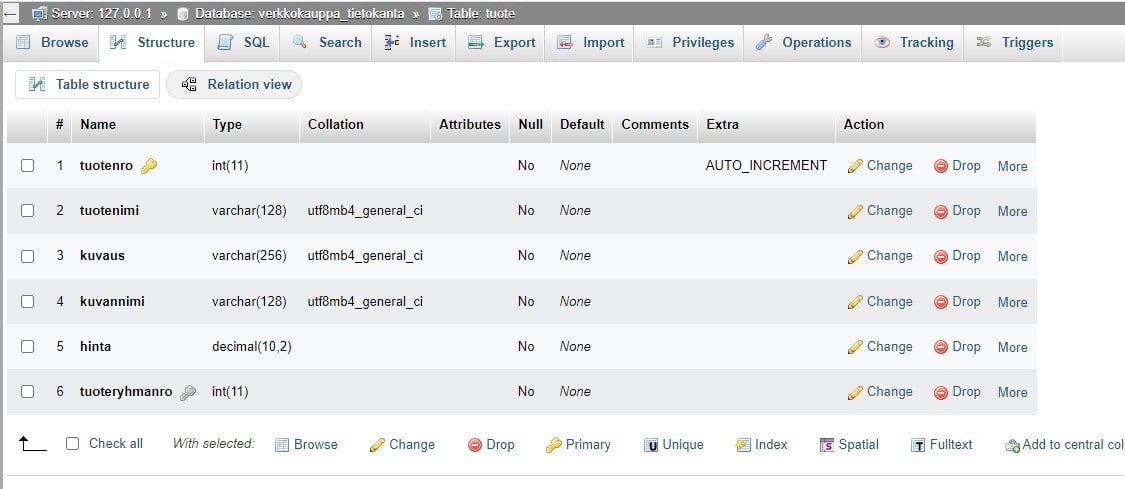 Server: 127.0.0.1 » Database: verkkokauppa_tietokanta » Table: tuote
Browse Structure SQL Search Insert Export Import Privileges Operations Tracking Triggers
Table structure Relation view
# Name Type Collation Attributes Null Default Comments Extra Action
1 tuotenro int(11) No None AUTO_INCREMENT Change Drop More
2 tuotenimi varchar(128) utf8mb4_general_ci No None Change Drop More
3 kuvaus varchar(256) utf8mb4_general_ci No None Change Drop More
4 kuvannimi varchar(128) utf8mb4_general_ci No None Change Drop More
5 hinta decimal(10,2) No None Change Drop More
6 tuoteryhmanro int(11) No None Change Drop More
Check all With selected: Browse Change Drop Primary Unique Index Spatial Fulltext Add to central col